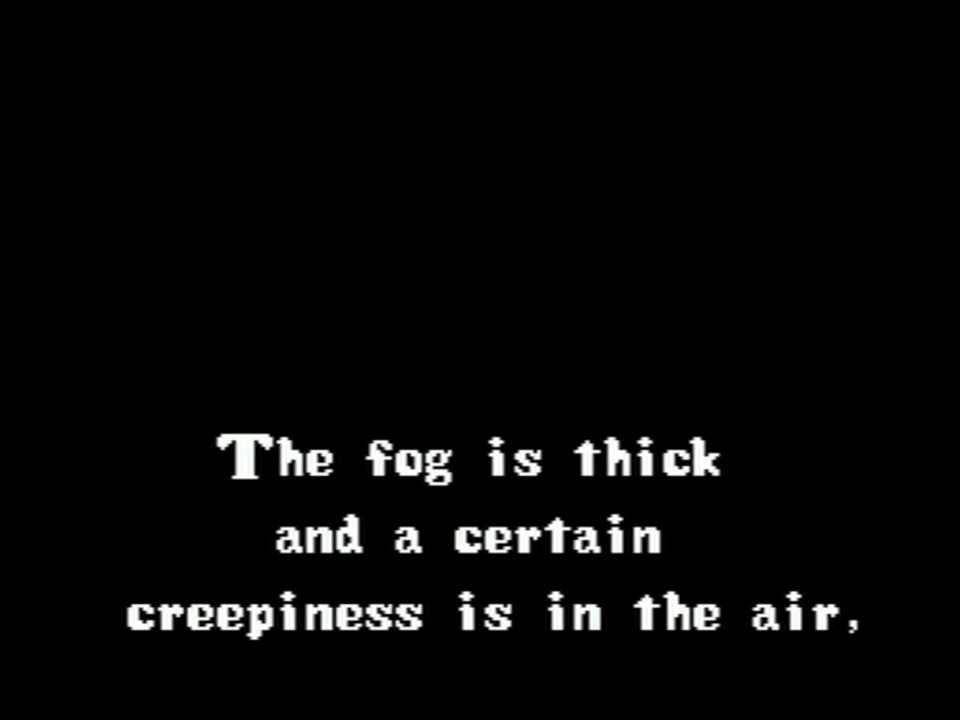 The fog is thick
and a certain
creepiness is in the air,